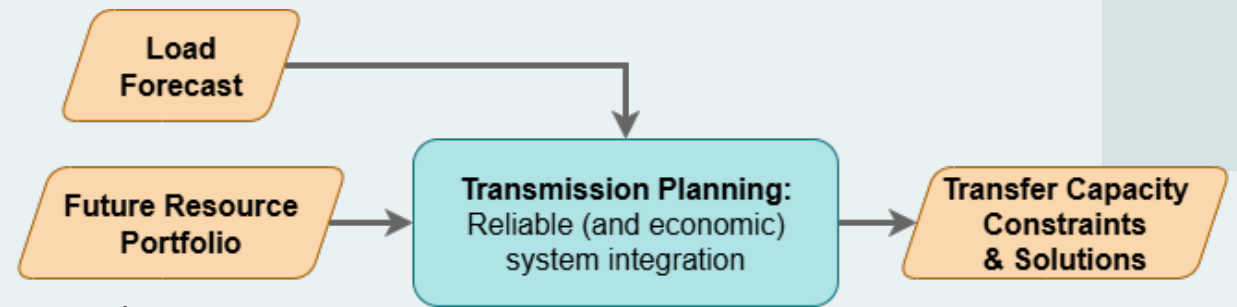 Load
Forecast
Future Resource
Portfolio
Transmission Planning:
Reliable (and economic)
system integration
Transfer Capacity
Constraints
& Solutions